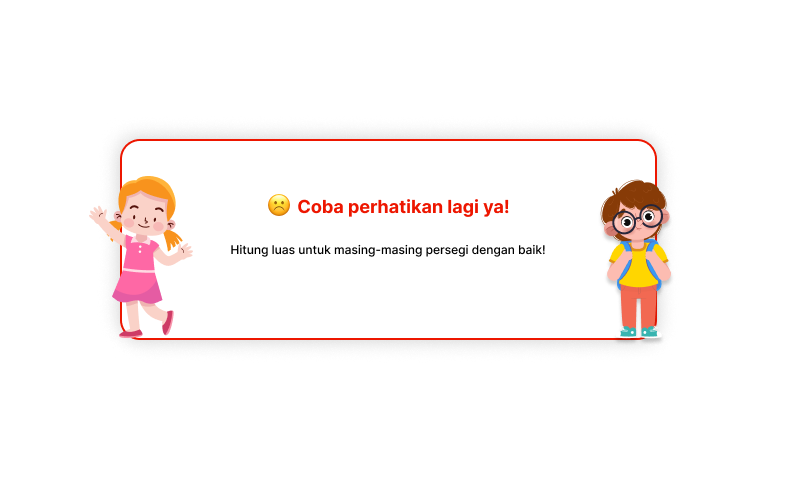 ☹️ Coba perhatikan lagi ya!
Hitung luas untuk masing-masing persegi dengan baik!